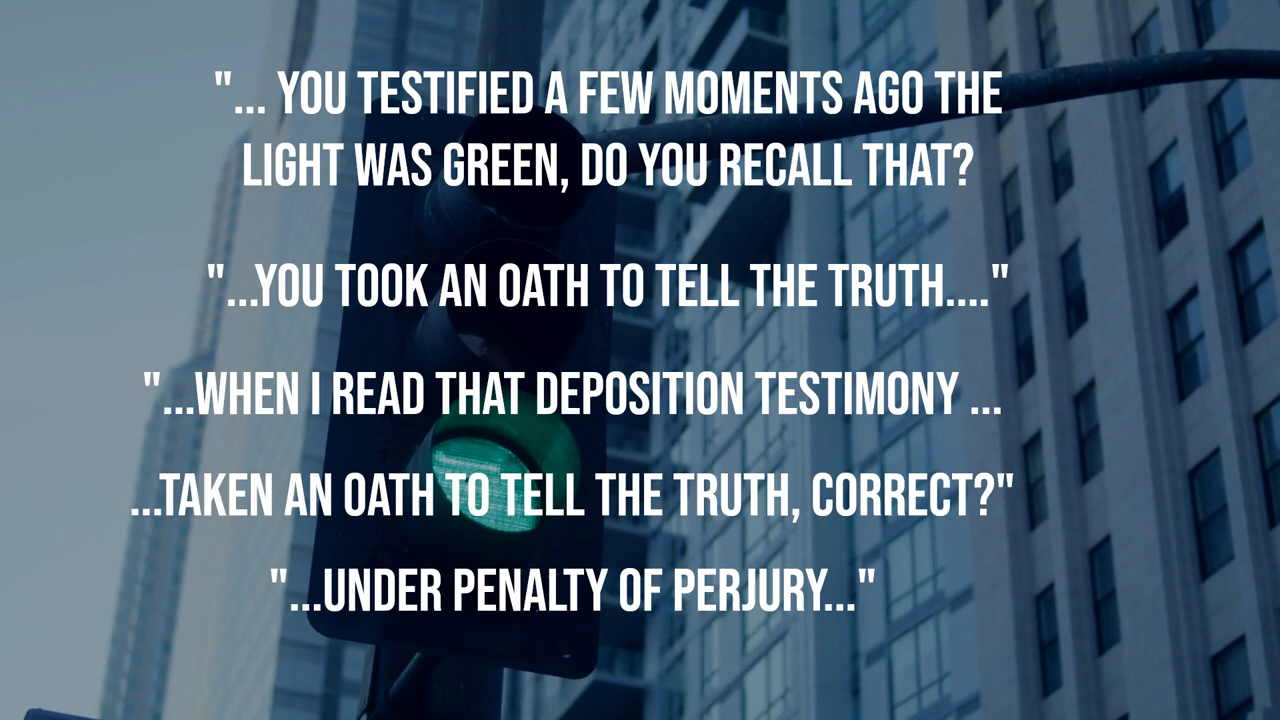 "... YOU TESTIFIED A FEW MOMENTS AGO THE
LIGHT WAS GREEN, DO YOU RECALL THAT?
"...YOU TOOK AN OATH TO TELL THE TRUTH...."
"...WHEN I READ THAT DEPOSITION TESTIMONY ...
...TAKEN AN OATH TO TELL THE TRUTH, CORRECT?"
"...UNDER PENALTY OF PERJURY..."